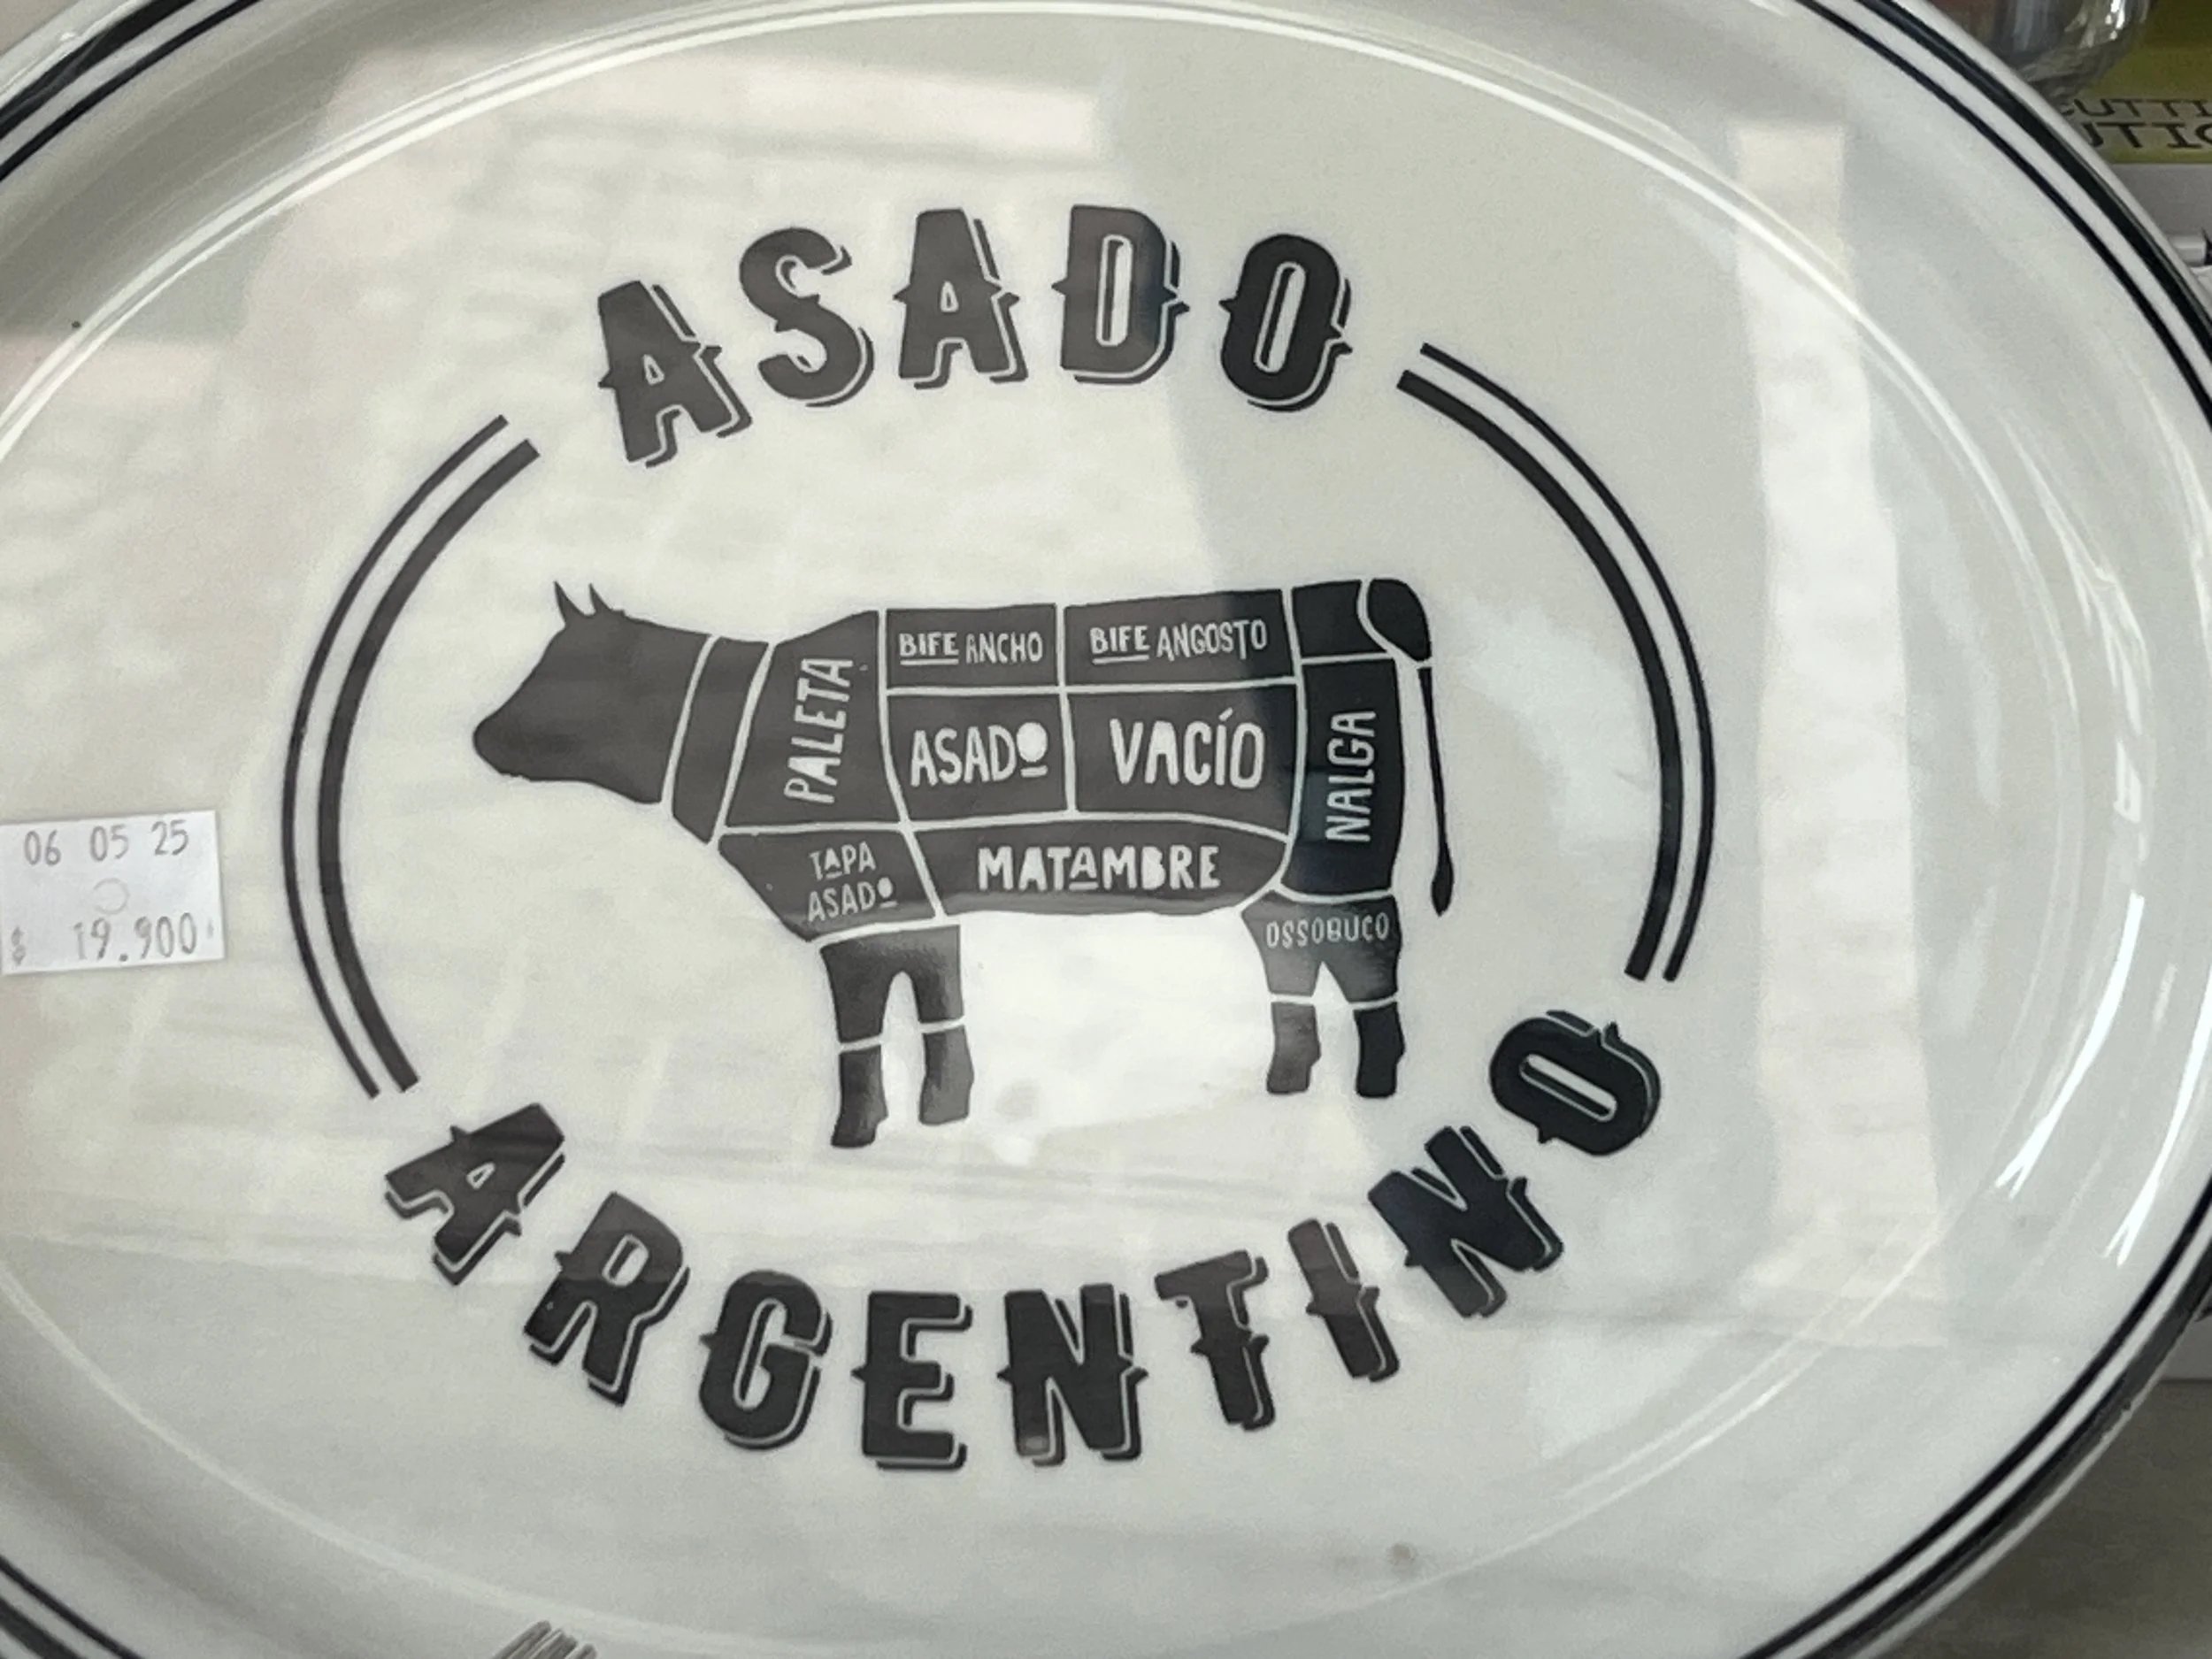 ASADO
BIFE ANCHO
BIFE ANGOSTO
PALETA
ASADO
VACÍO
NALGA
TAPA
ASADO
MATAMBRE
OSSOBUCO
ARGENTINO
06 05 25
$ 19.900